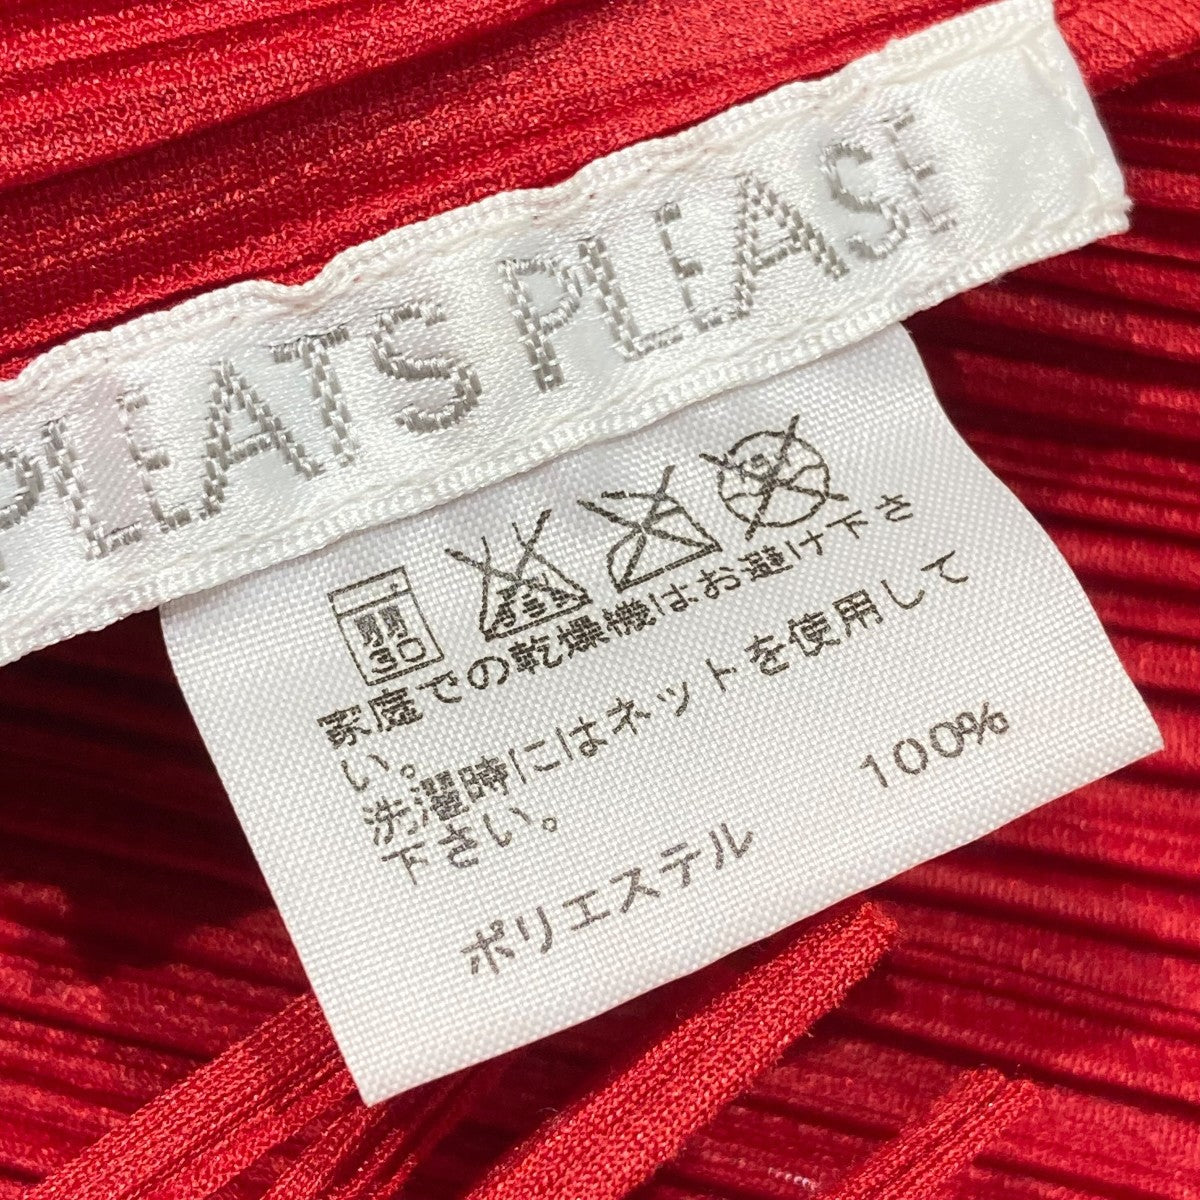 PLEATS PLEASE
弱 30
家庭での乾燥機はお避け下さ
い。
洗濯時にはネットを使用して
下さい。
ポリエステル 100%